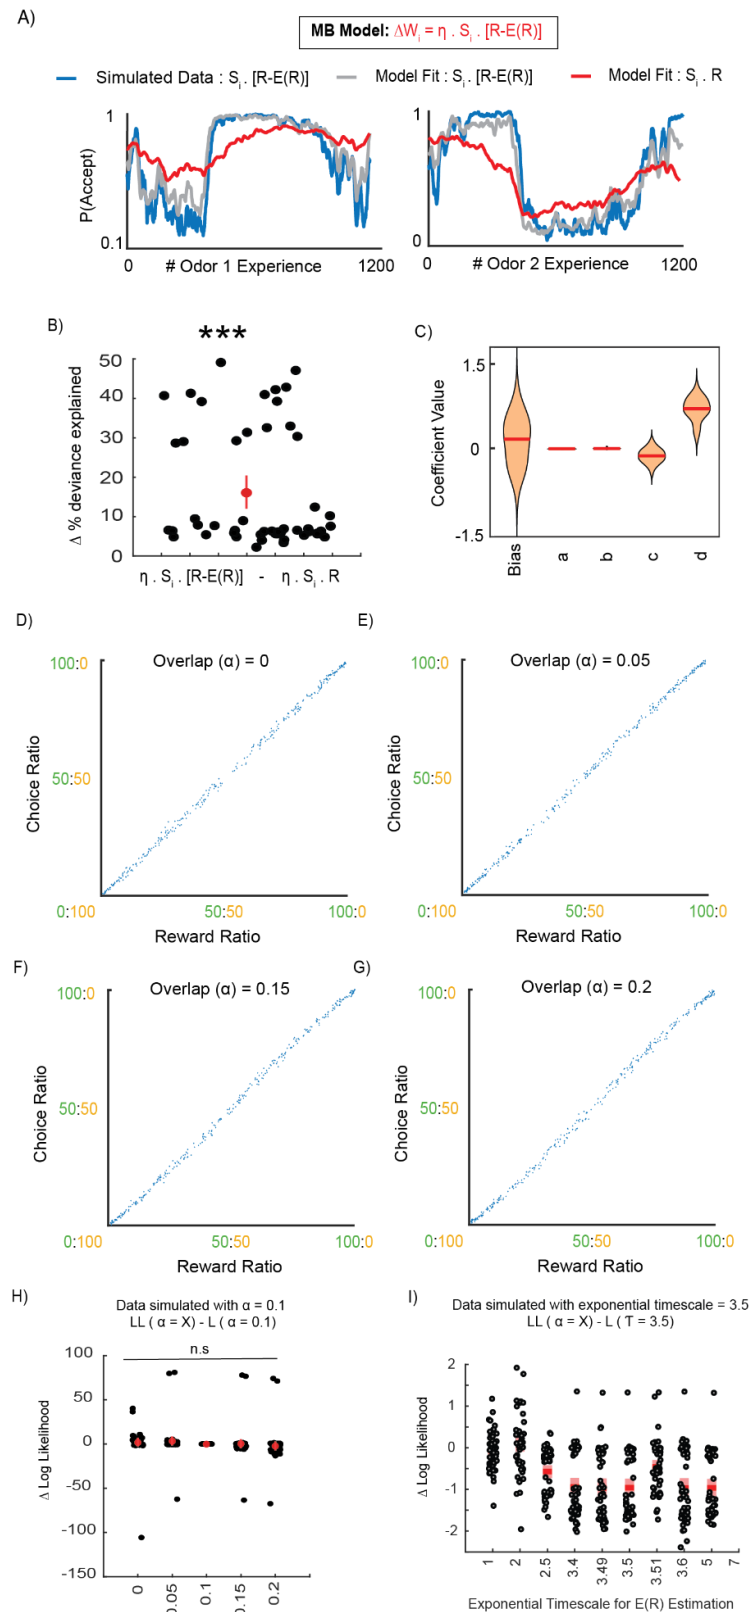 A)
MB Model: ΔWi = η . Si . [R-E(R)]
Simulated Data : Si . [R-E(R)]
Model Fit : Si . [R-E(R)]
Model Fit : Si . R
1
P(Accept)
0.1
0
# Odor 1 Experience
1200
1
0
0
# Odor 2 Experience
1200
B)
***
Δ % deviance explained
50
40
30
20
10
0
η . Si . [R-E(R)] - η . Si . R
C)
Coefficient Value
1.5
0
-1.5
Bias
a
b
c
d
D)
Overlap (α) = 0
100:0
50:50
Choice Ratio
0:100
50:50
100:0
Reward Ratio
E)
Overlap (α) = 0.05
100:0
50:50
Choice Ratio
0:100
50:50
100:0
Reward Ratio
F)
Overlap (α) = 0.15
100:0
50:50
Choice Ratio
0:100
50:50
100:0
Reward Ratio
G)
Overlap (α) = 0.2
100:0
50:50
Choice Ratio
0:100
50:50
100:0
Reward Ratio
H)
Data simulated with α = 0.1
LL ( α = X) - L ( α = 0.1)
n.s
Δ Log Likelihood
100
50
0
-50
-100
-150
0
0.05
0.1
0.15
0.2
I)
Data simulated with exponential timescale = 3.5
LL ( α = X) - L ( Τ = 3.5)
Δ Log Likelihood
2
1
0
-1
-2
1
2
2.5
3.4
3.49
3.5
3.51
3.6
5
7
Exponential Timescale for E(R) Estimation